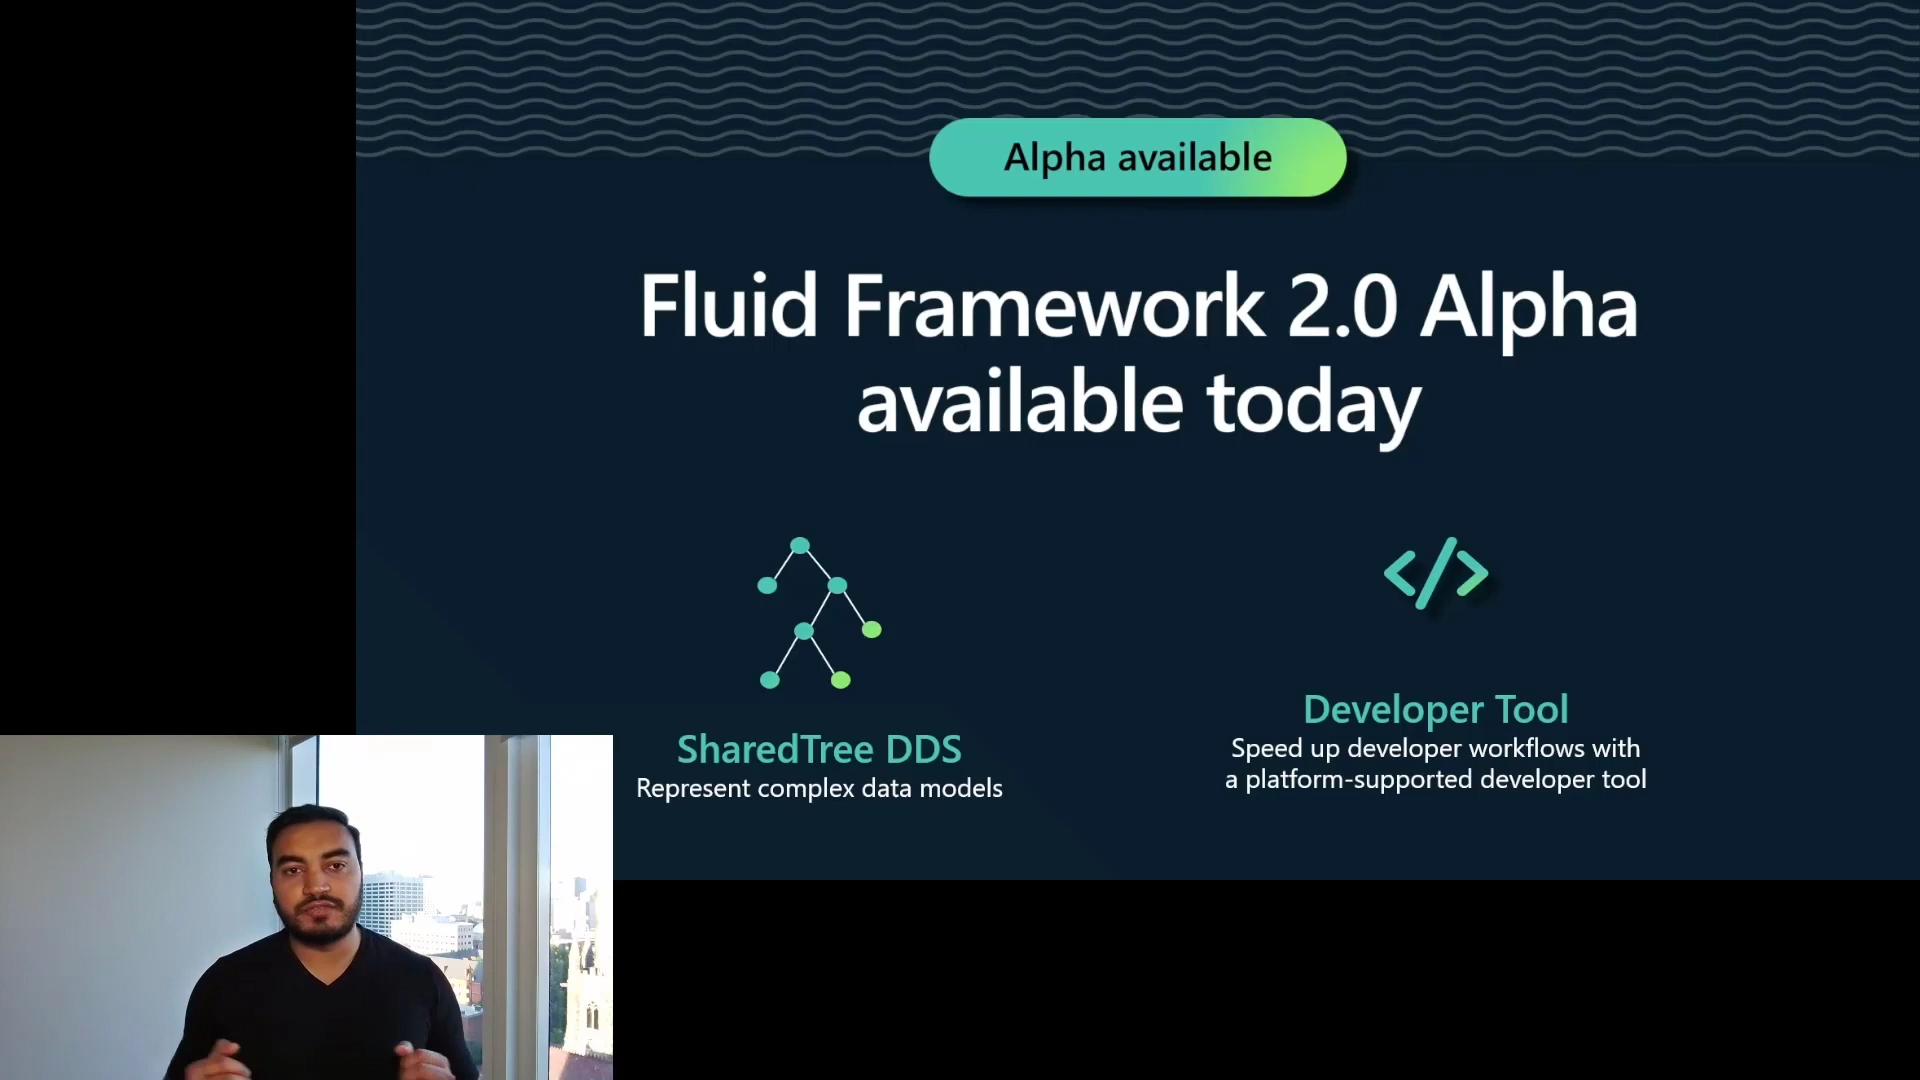 Alpha available
Fluid Framework 2.0 Alpha
available today
SharedTree DDS
Represent complex data models
Developer Tool
Speed up developer workflows with
a platform-supported developer tool